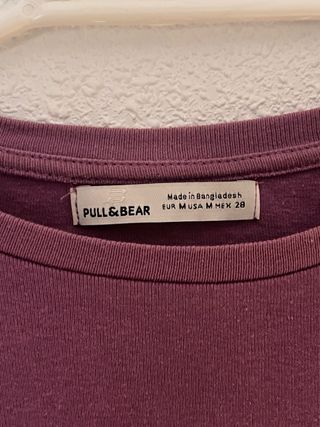 PULL&BEAR
Made in Bangladesh
EUR M USA M MEX 28